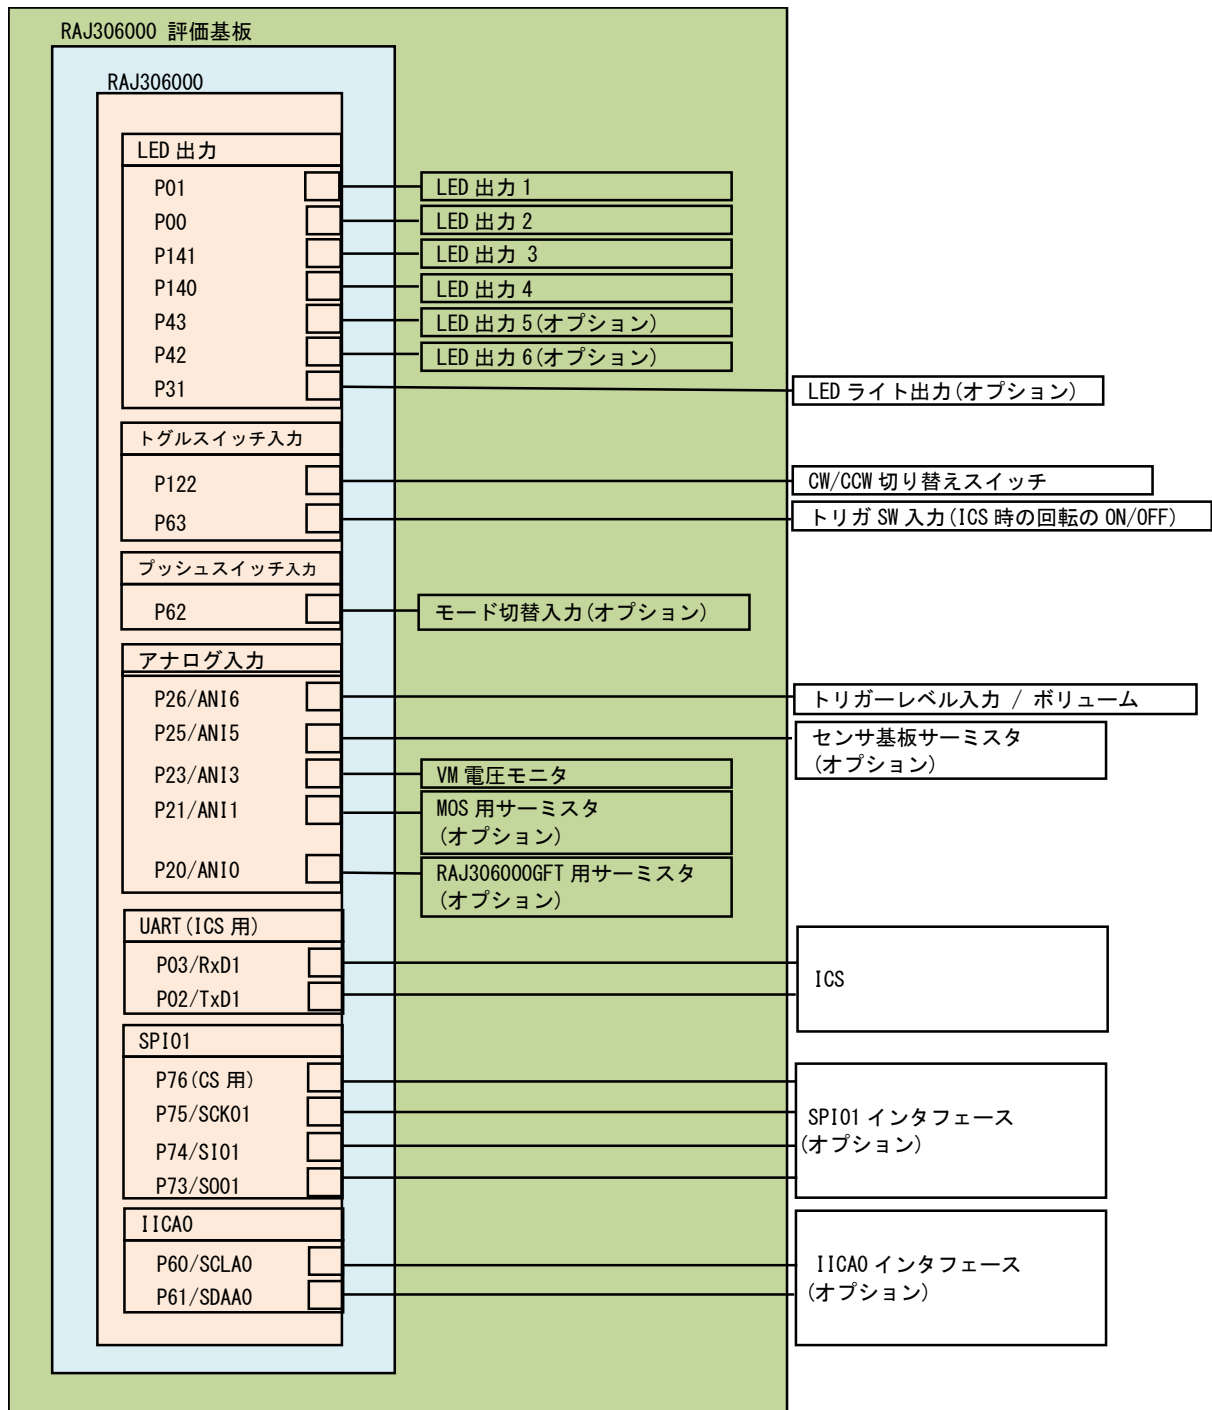 RAJ306000 評価基板
RAJ306000
LED 出力
P01
LED 出力 1
P00
LED 出力 2
P141
LED 出力 3
P140
LED 出力 4
P43
LED 出力 5(オプション)
P42
LED 出力 6(オプション)
P31
LED ライト出力(オプション)
トグルスイッチ入力
P122
CW/CCW 切り替えスイッチ
P63
トリガ SW 入力(ICS 時の回転の ON/OFF)
プッシュスイッチ入力
P62
モード切替入力(オプション)
アナログ入力
P26/ANI6
トリガーレベル入力 / ボリューム
P25/ANI5
センサ基板サーミスタ
(オプション)
P23/ANI3
VM 電圧モニタ
P21/ANI1
MOS 用サーミスタ
(オプション)
P20/ANI0
RAJ306000GFT 用サーミスタ
(オプション)
UART(ICS 用)
P03/RxD1
P02/TxD1
ICS
SPI01
P76(CS 用)
P75/SCK01
P74/SI01
P73/SO01
SPI01 インタフェース
(オプション)
IICA0
P60/SCLA0
P61/SDAA0
IICA0 インタフェース
(オプション)